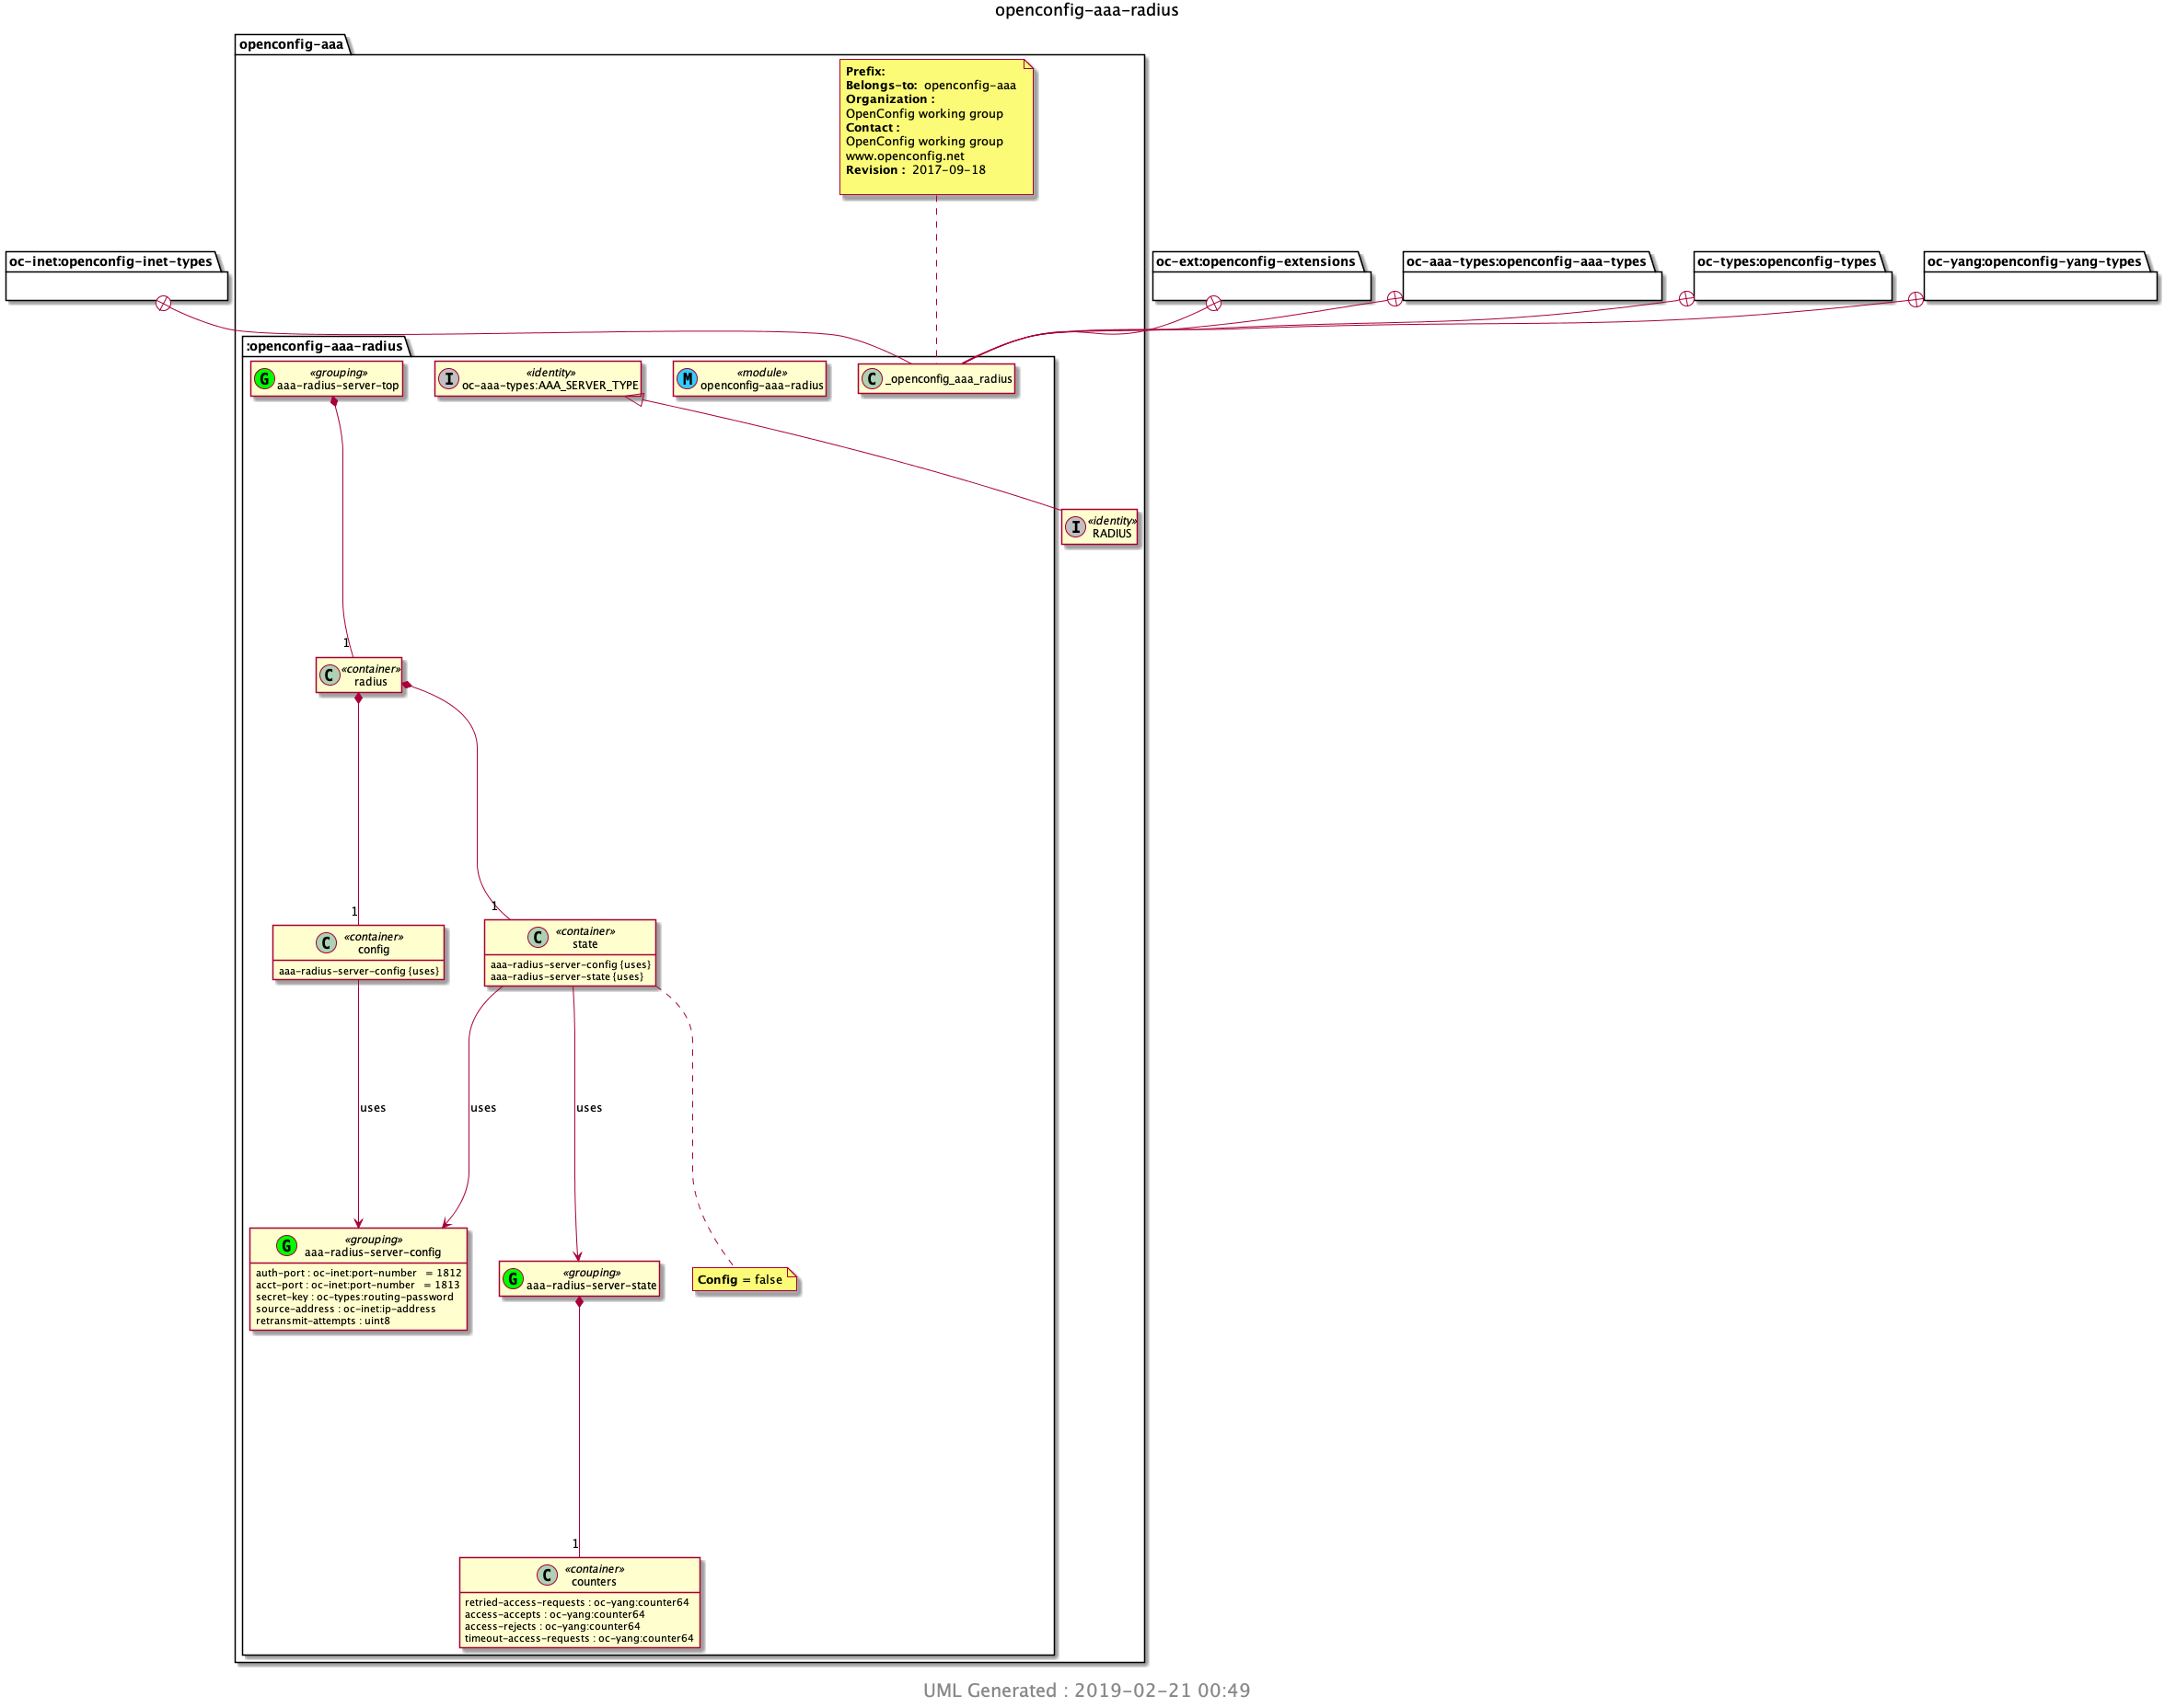 openconfig-aaa-radius
openconfig-aaa
Prefix:
Belongs-to: openconfig-aaa
Organization :
OpenConfig working group
Contact :
OpenConfig working group
www.openconfig.net
Revision : 2017-09-18
oc-inet:openconfig-inet-types
oc-ext:openconfig-extensions
oc-aaa-types:openconfig-aaa-types
oc-types:openconfig-types
oc-yang:openconfig-yang-types
:openconfig-aaa-radius
G
«grouping»
aaa-radius-server-top
I
«identity»
oc-aaa-types:AAA_SERVER_TYPE
M
«module»
openconfig-aaa-radius
C
_openconfig_aaa_radius
I
«identity»
RADIUS
1
C
«container»
radius
1
1
C
«container»
config
aaa-radius-server-config {uses}
C
«container»
state
aaa-radius-server-config {uses}
aaa-radius-server-state {uses}
uses
uses
uses
G
«grouping»
aaa-radius-server-config
auth-port : oc-inet:port-number = 1812
acct-port : oc-inet:port-number = 1813
secret-key : oc-types:routing-password
source-address : oc-inet:ip-address
retransmit-attempts : uint8
G
«grouping»
aaa-radius-server-state
Config = false
1
C
«container»
counters
retried-access-requests : oc-yang:counter64
access-accepts : oc-yang:counter64
access-rejects : oc-yang:counter64
timeout-access-requests : oc-yang:counter64
UML Generated : 2019-02-21 00:49